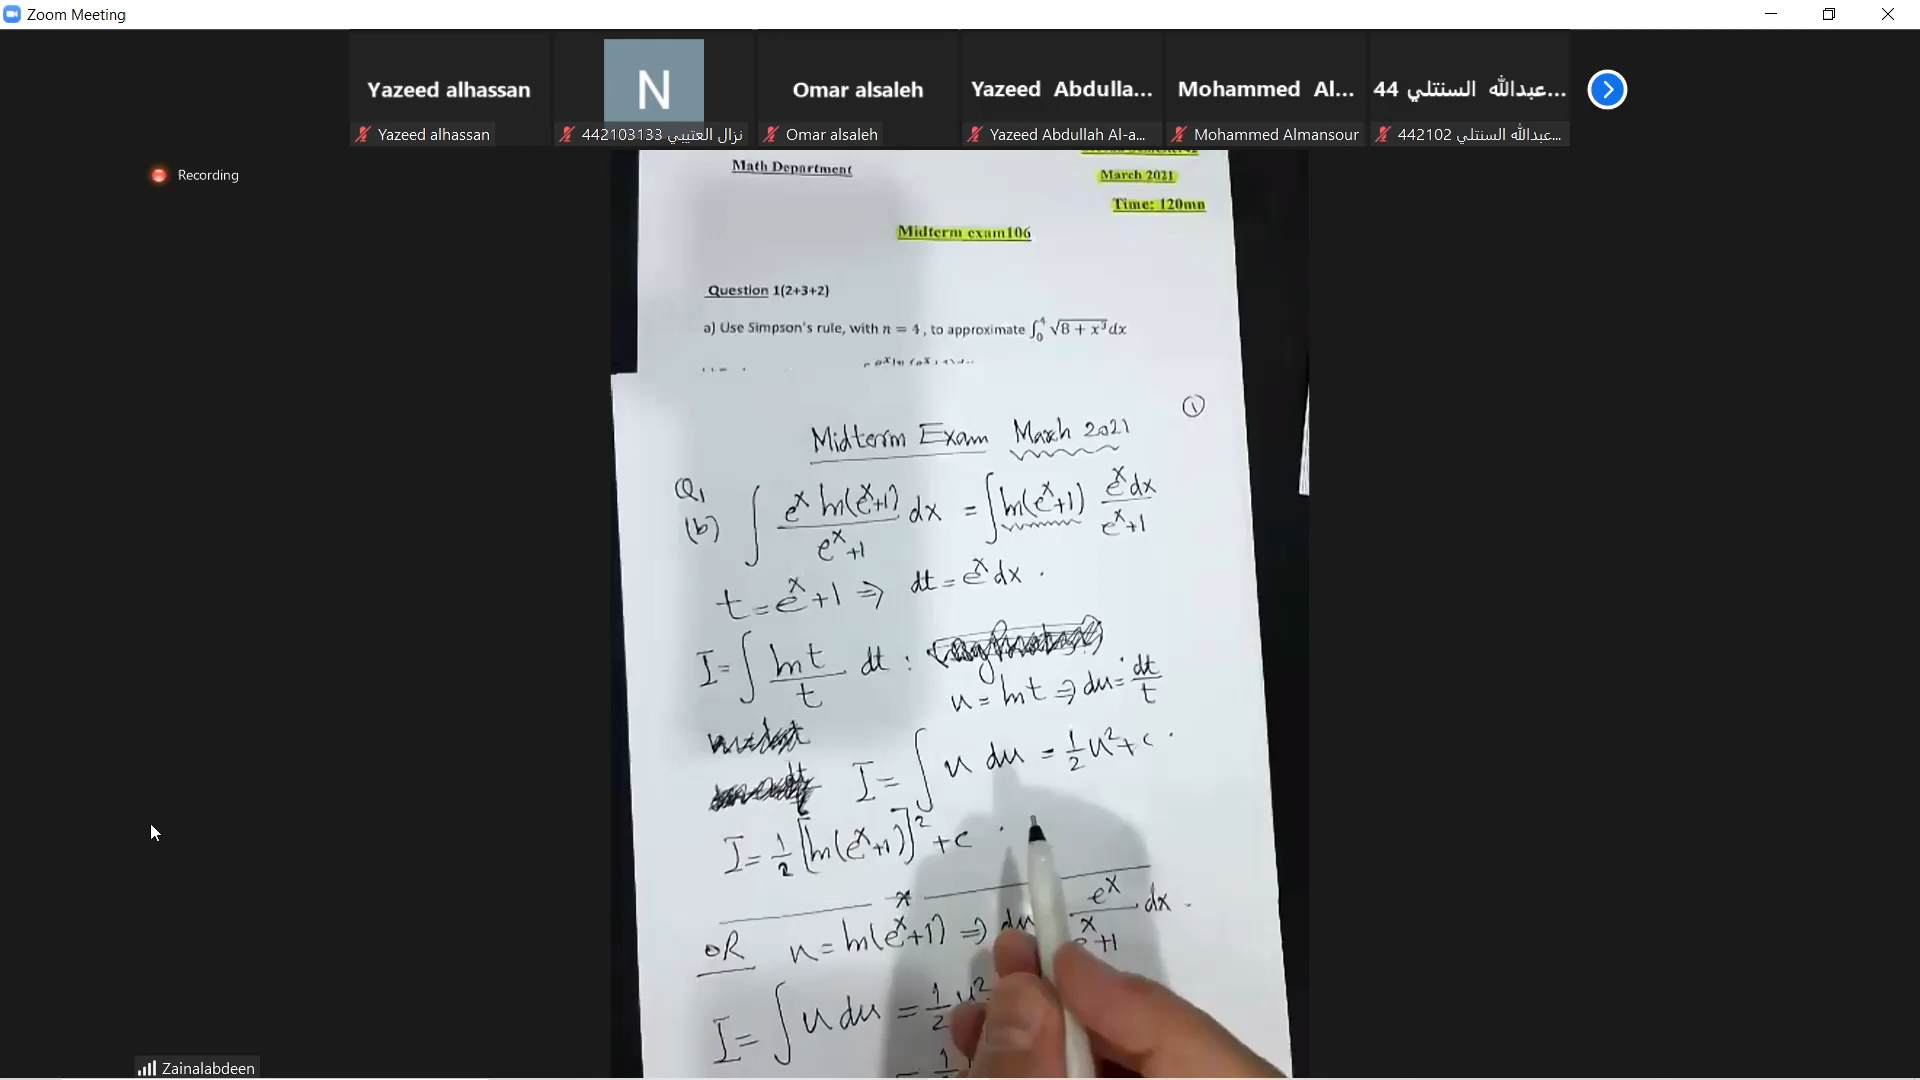 Zoom Meeting
Yazeed alhassan
N
Omar alsaleh
Yazeed Abdulla...
Mohammed Al...
44 عبدالله السنتلي...
Yazeed alhassan
442103133 نزال العتيبي
Omar alsaleh
Yazeed Abdullah Al-a...
Mohammed Almansour
442102 عبدالله السنتلي...
Recording
Math Department
March 2021
Time: 120mn
Midterm exam106
Question 1(2+3+2)
a) Use Simpson's rule, with n = 4, to approximate ∫₀⁴ √(8 + x³)dx
①
Midterm Exam March 2021
Q₁
(b) ∫ eˣ ln(eˣ+1)/(eˣ+1) dx = ∫ ln(eˣ+1) eˣdx/(eˣ+1)
t = eˣ+1 ⇒ dt = eˣdx .
I = ∫ ln t / t dt :
u = ln t ⇒ du = dt/t
I = ∫ u du = 1/2 u² + c .
I = 1/2 [ln(eˣ+1)]² + c .
x
OR u = ln(eˣ+1) ⇒ du eˣ/(eˣ+1) dx .
I = ∫ u du = 1/2 u²
= 1/2
Zainalabdeen